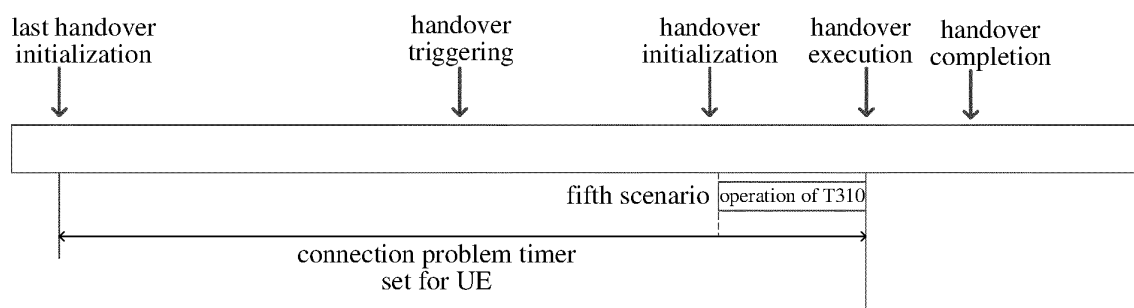 last handover
initialization
handover
triggering
handover
initialization
handover
execution
handover
completion
fifth scenario
operation of T310
connection problem timer
set for UE